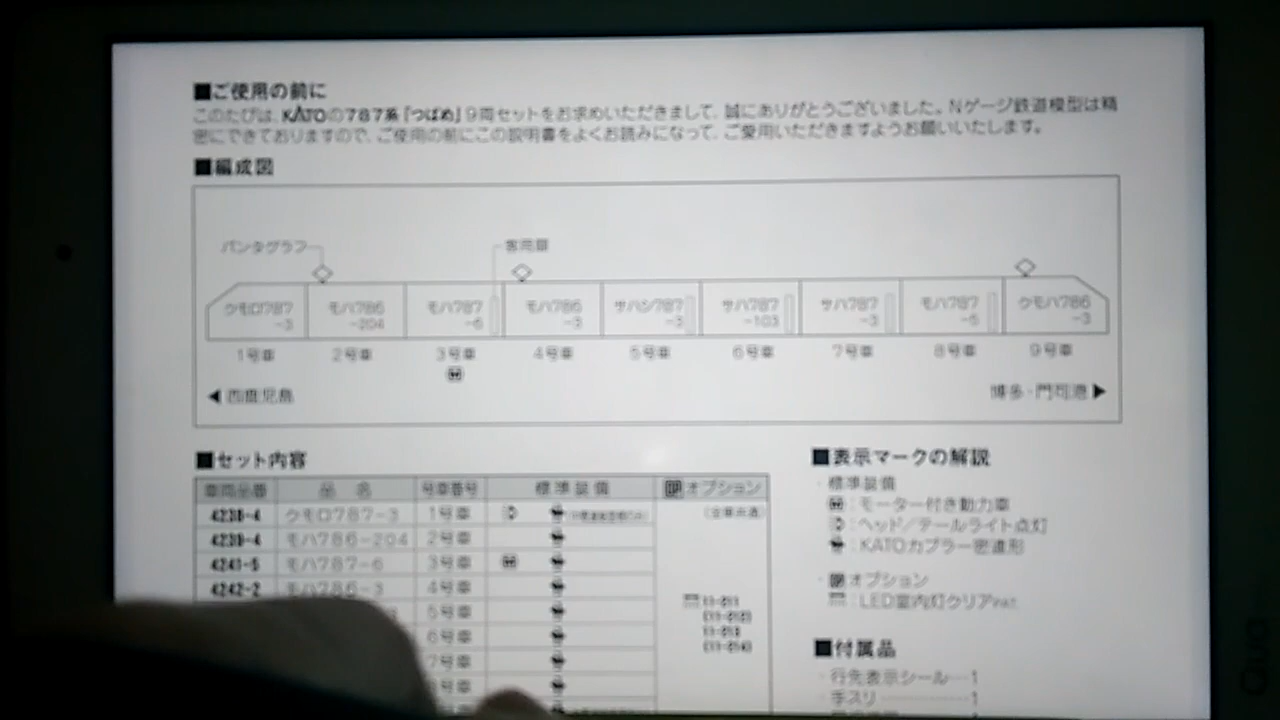 ■ご使用の前に
このたびは、KATOの787系「つばめ」9両セットをお求めいただきまして、誠にありがとうございました。Nゲージ鉄道模型は精
密にできておりますので、ご使用の前にこの説明書をよくお読みになって、ご愛用いただきますようお願いいたします。
■編成図
パンタグラフ 客用扉
クモロ787 モハ786 モハ787 モハ786 サハシ787 サハ787 サハ787 モハ787 クモハ786
-3 -204 -6 -3 -3 -103 -3 -3
1号車 2号車 3号車 4号車 5号車 6号車 7号車 8号車 9号車
M
◀西鹿児島 博多・門司港▶
■セット内容
車両品番 品 名 号車番号 標準装備 オプション
4238-4 クモロ787-3 1号車
4239-4 モハ786-204 2号車
4241-5 モハ787-6 3号車 M
4242-2 モハ786-3 4号車
5号車
6号車
7号車
号車
11-211
■表示マークの解説
・標準装備
M:モーター付き動力車
:ヘッド/テールライト点灯
:KATOカプラー密連形
・オプション
:LED室内灯クリア
■付属品
・行先表示シール…1
・手スリ…1
Qua